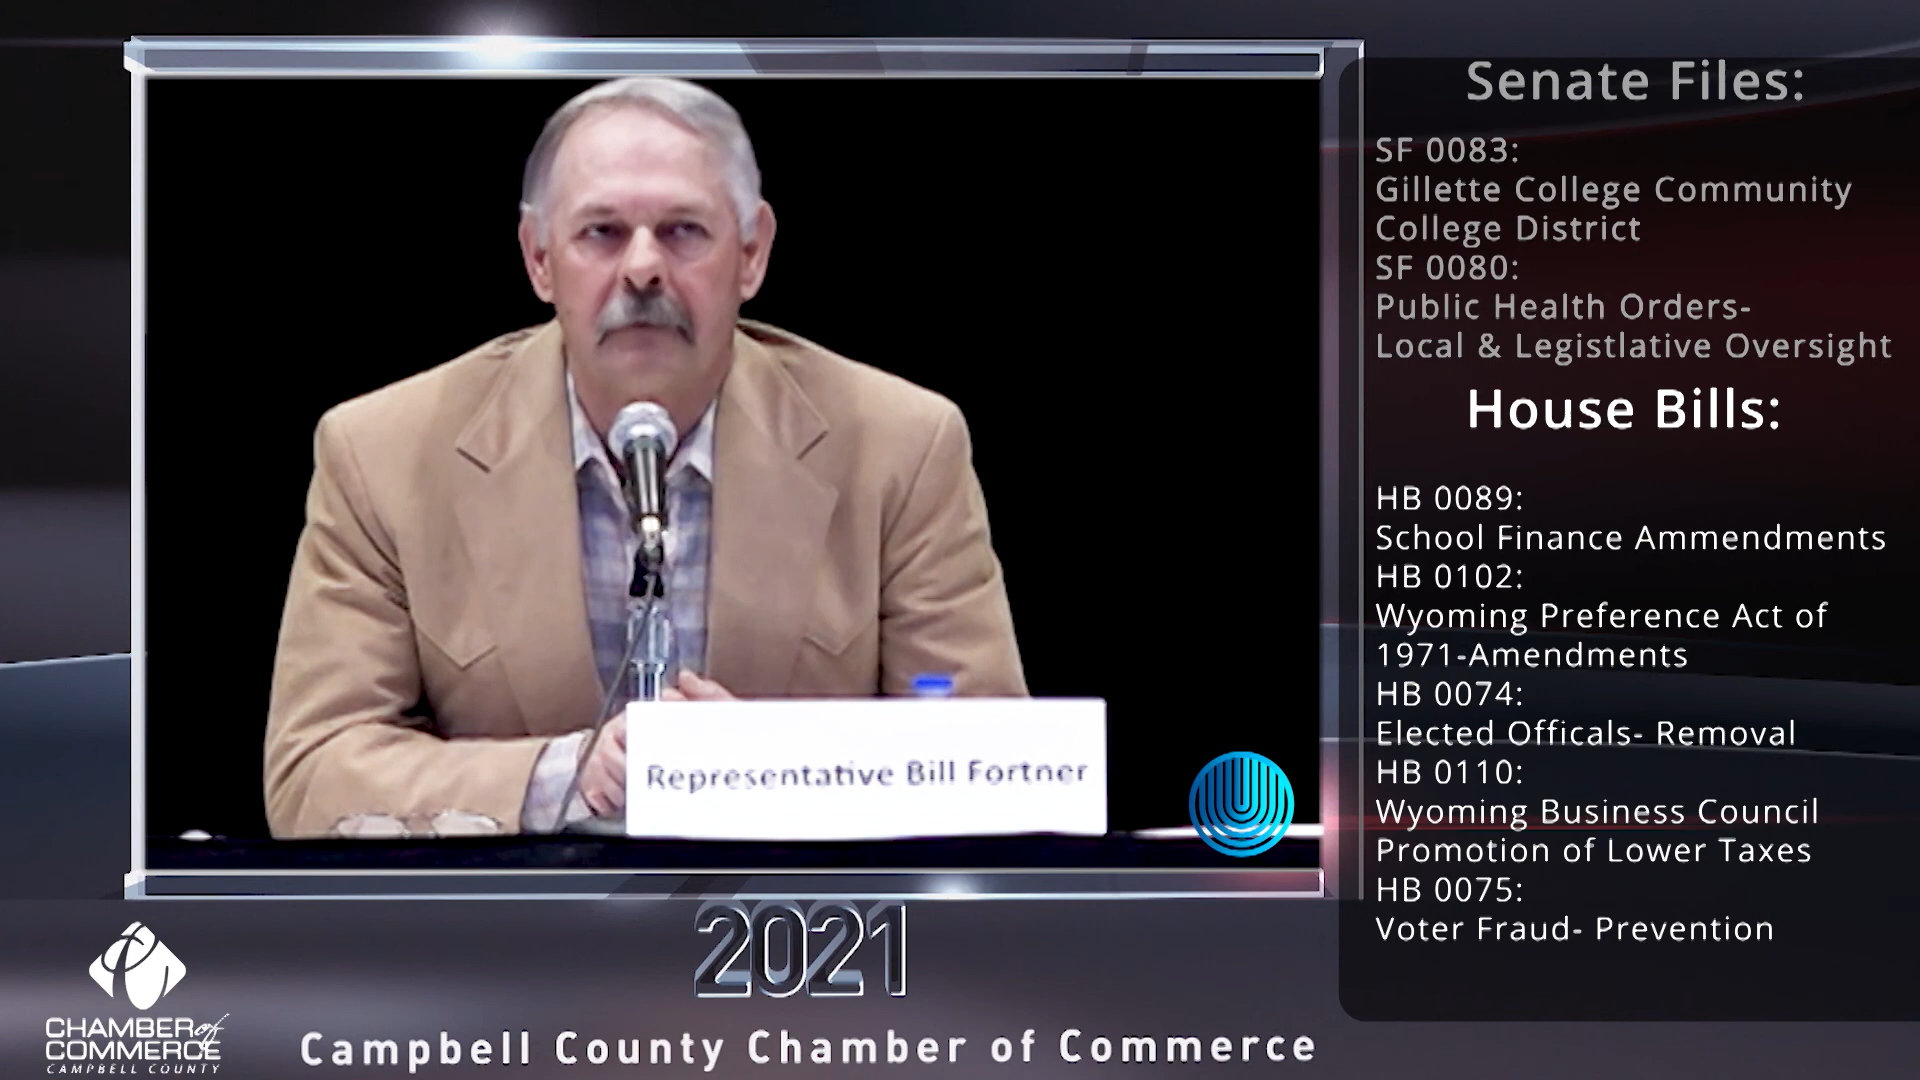 Senate Files:
SF 0083:
Gillette College Community
College District
SF 0080:
Public Health Orders-
Local & Legistlative Oversight
House Bills:
HB 0089:
School Finance Ammendments
HB 0102:
Wyoming Preference Act of
1971-Amendments
HB 0074:
Elected Officals- Removal
HB 0110:
Wyoming Business Council
Promotion of Lower Taxes
HB 0075:
Voter Fraud- Prevention
Representative Bill Fortner
2021
Campbell County Chamber of Commerce
CHAMBER of
COMMERCE
CAMPBELL COUNTY